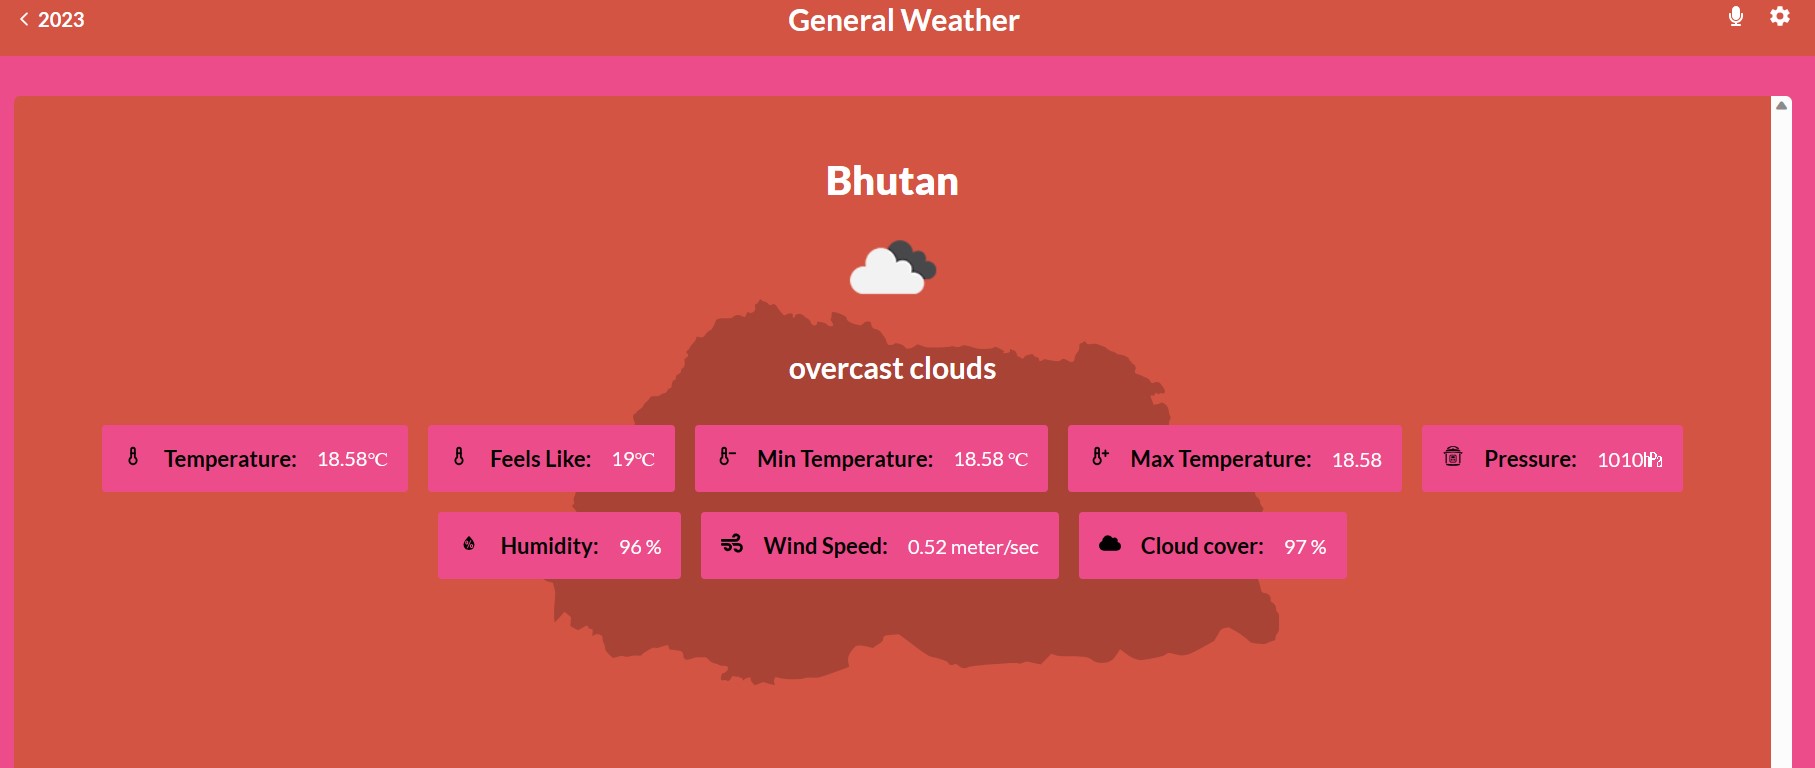 2023
General Weather
Bhutan
overcast clouds
Temperature: 18.58℃
Feels Like: 19℃
Min Temperature: 18.58 ℃
Max Temperature: 18.58
Pressure: 1010㍱
Humidity: 96 %
Wind Speed: 0.52 meter/sec
Cloud cover: 97 %